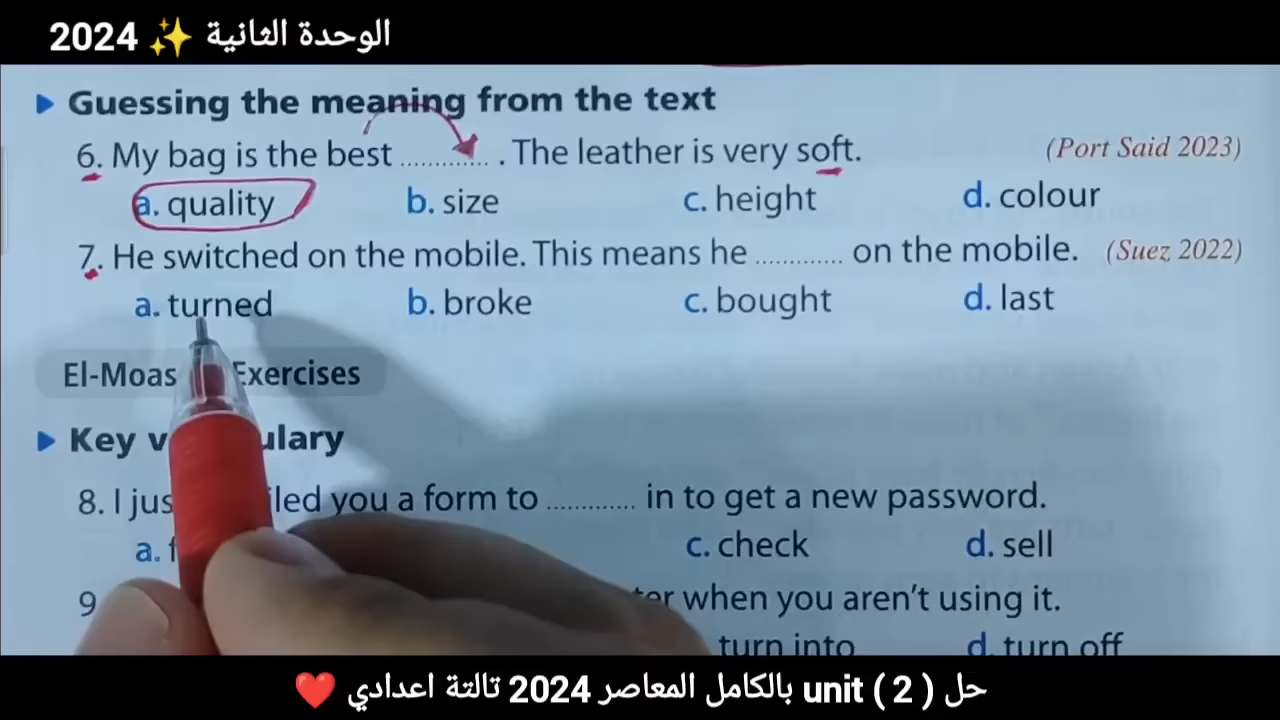 الوحدة الثانية ✨ 2024
Guessing the meaning from the text
6. My bag is the best ............ . The leather is very soft. (Port Said 2023)
a. quality b. size c. height d. colour
7. He switched on the mobile. This means he ............ on the mobile. (Suez 2022)
a. turned b. broke c. bought d. last
El-Moas Exercises
Key v ulary
8. I jus led you a form to ............ in to get a new password.
a. f c. check d. sell
9 ter when you aren't using it.
turn into d. turn off
حل unit ( 2 ) بالكامل المعاصر 2024 تالتة اعدادي ❤️